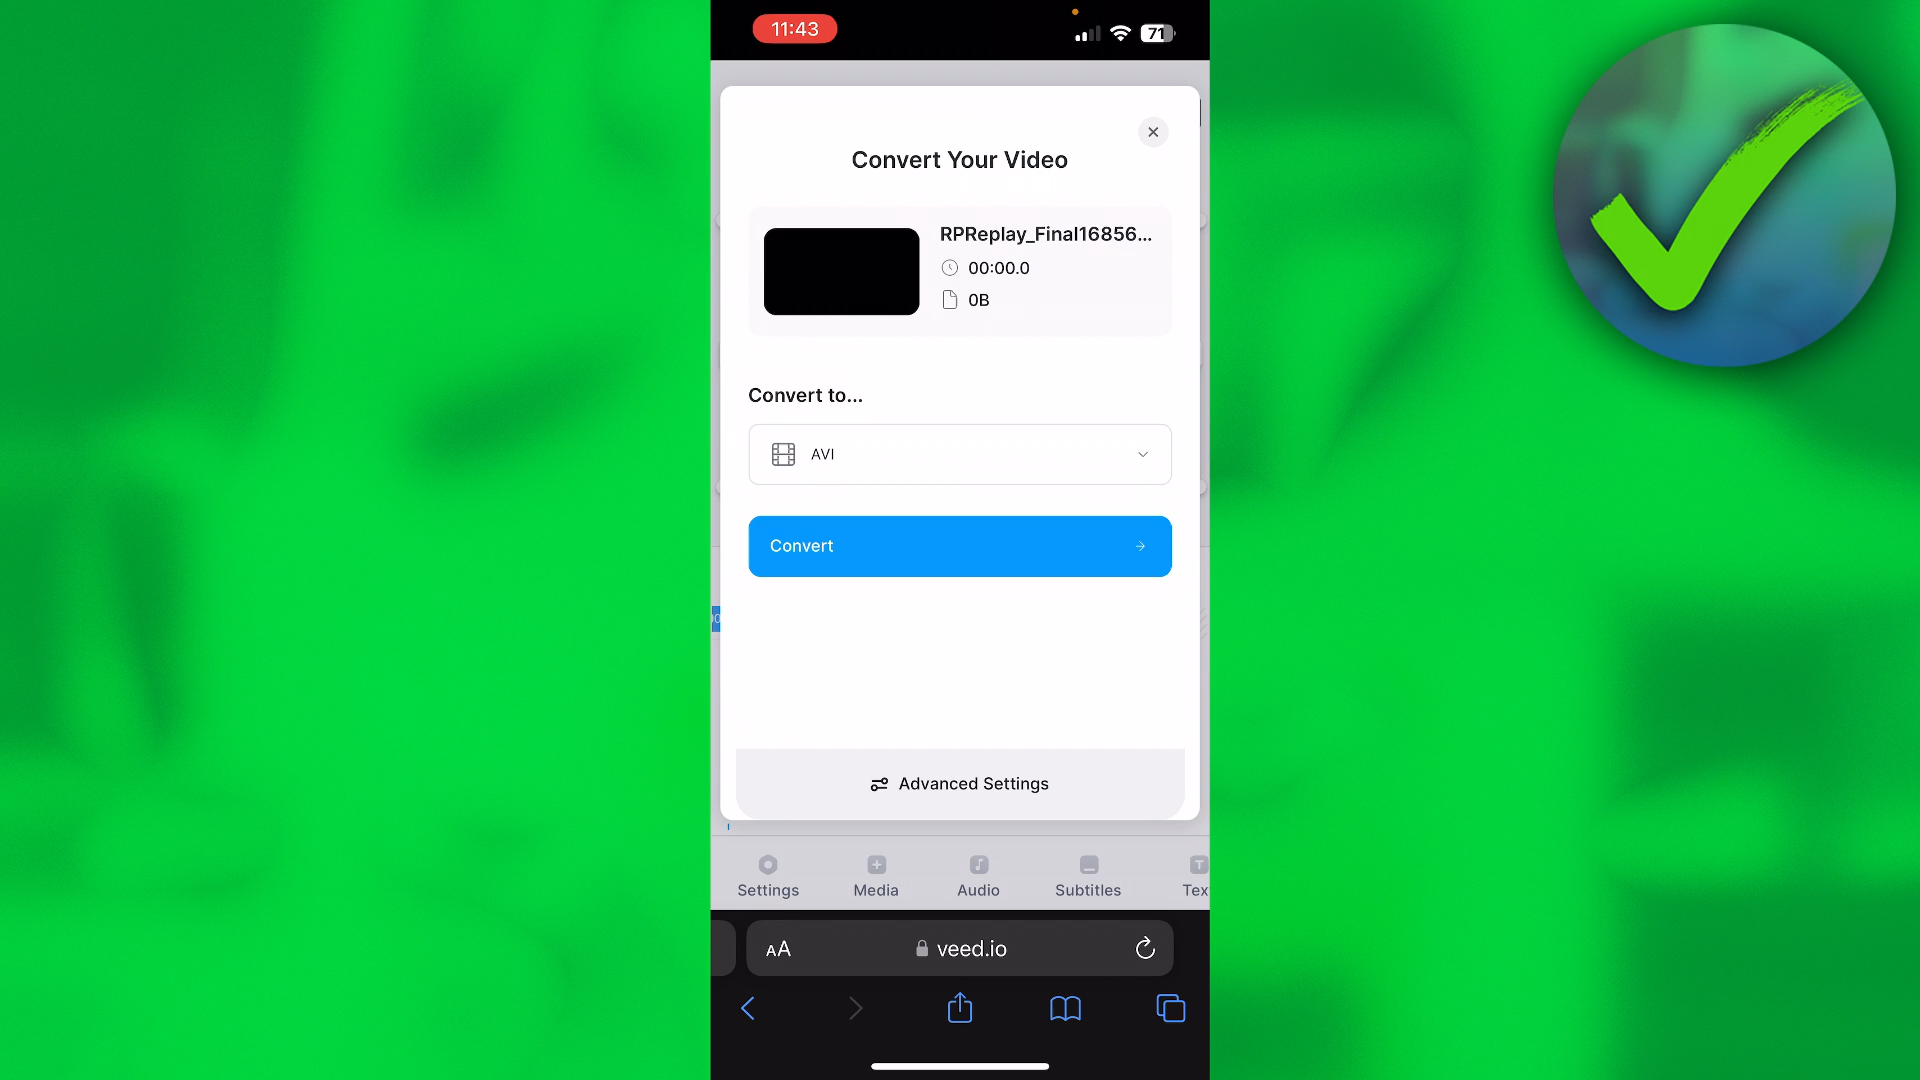 11:43
71
Convert Your Video
RPReplay_Final16856...
00:00.0
0B
Convert to...
AVI
Convert
Advanced Settings
Settings
Media
Audio
Subtitles
Tex
AA
veed.io